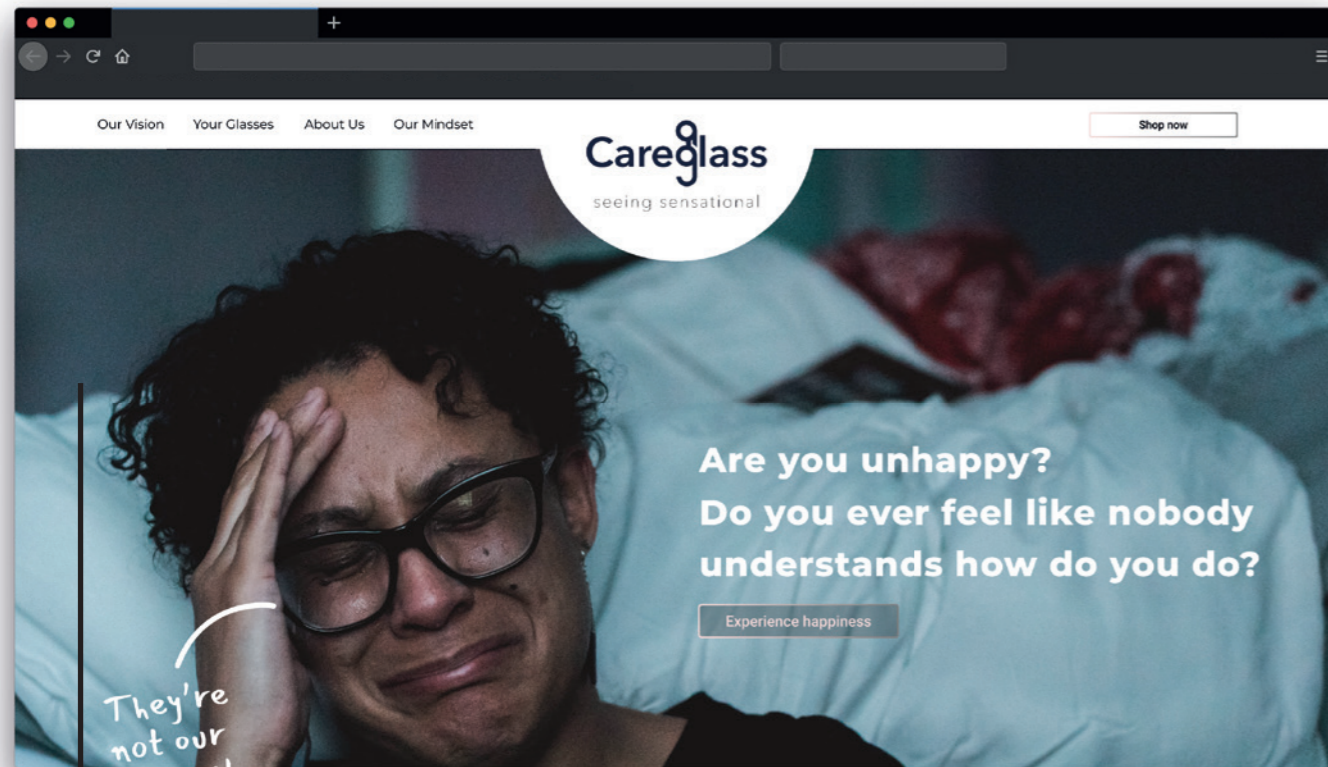 Our Vision Your Glasses About Us Our Mindset
Careglass
seeing sensational
Shop now
Are you unhappy?
Do you ever feel like nobody
understands how do you do?
Experience happiness
They're
not our